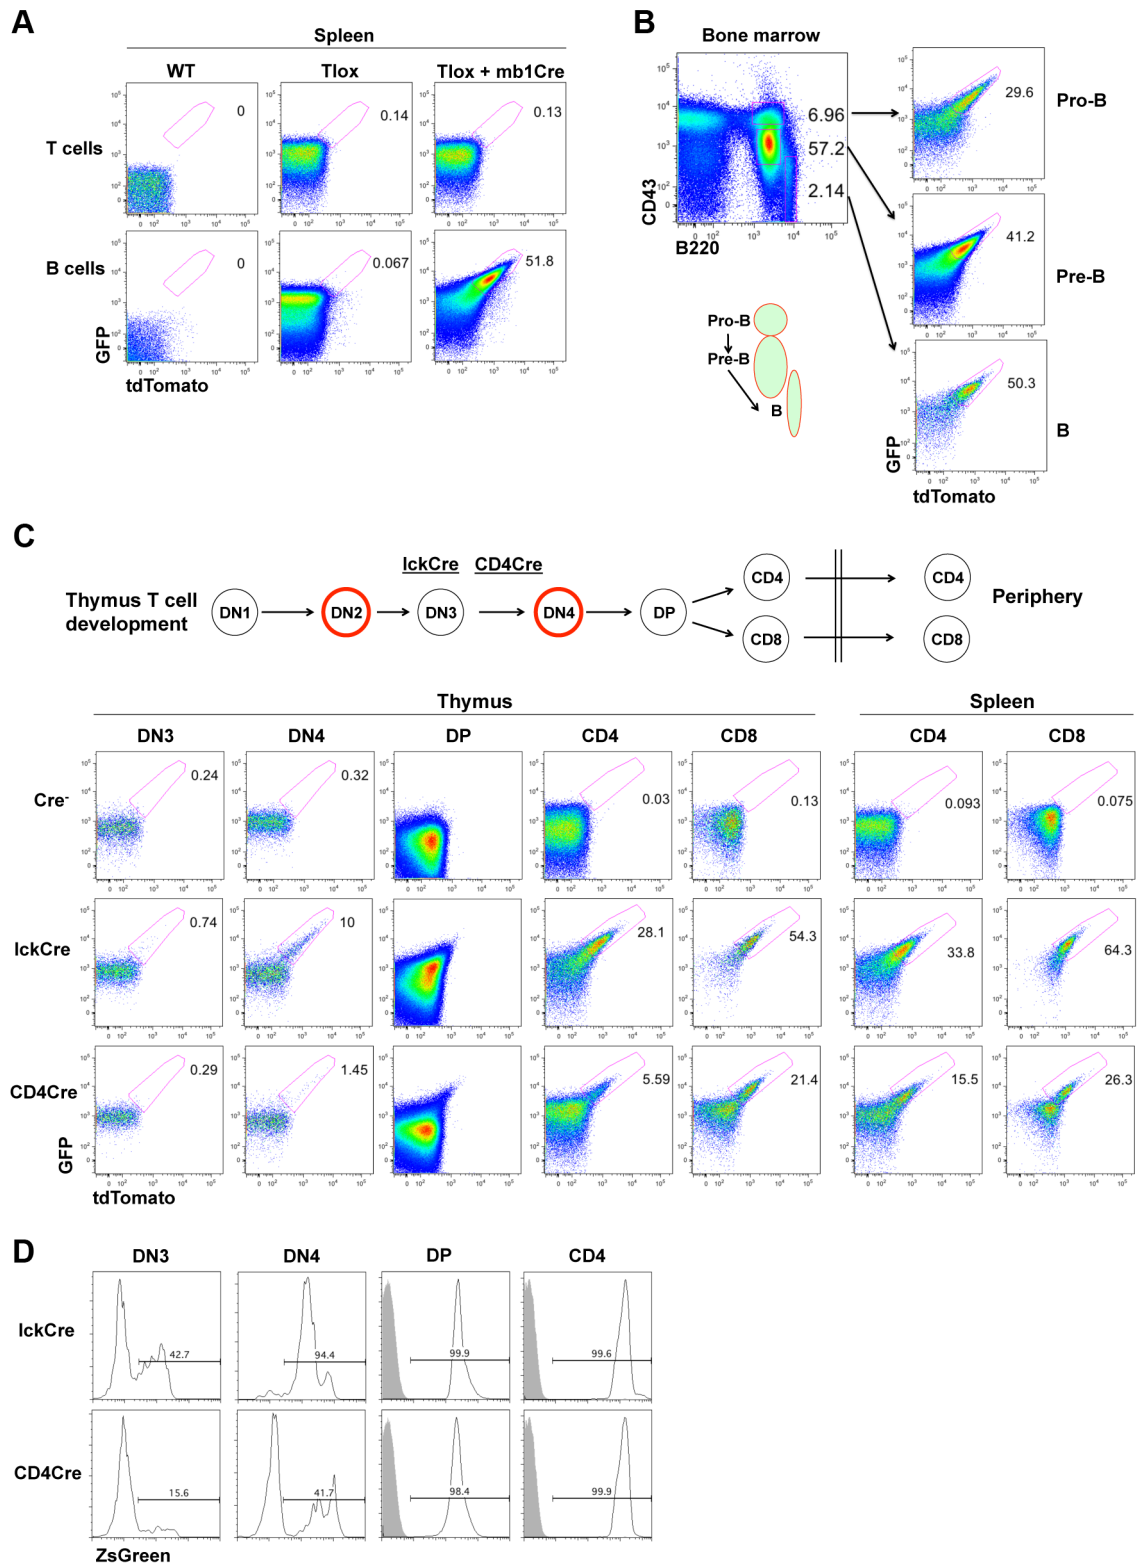 A
Spleen
WT
Tlox
Tlox + mb1Cre
T cells
0
0.14
0.13
B cells
0
0.067
51.8
GFP
tdTomato
B
Bone marrow
CD43
B220
6.96
57.2
2.14
29.6
Pro-B
41.2
Pre-B
50.3
B
GFP
tdTomato
Pro-B
Pre-B
B
C
lckCre
CD4Cre
Thymus T cell
development
DN1
DN2
DN3
DN4
DP
CD4
CD8
CD4
CD8
Periphery
Thymus
Spleen
DN3
DN4
DP
CD4
CD8
CD4
CD8
Cre-
0.24
0.32
0.03
0.13
0.093
0.075
lckCre
0.74
10
28.1
54.3
33.8
64.3
CD4Cre
0.29
1.45
5.59
21.4
15.5
26.3
GFP
tdTomato
D
DN3
DN4
DP
CD4
lckCre
42.7
94.4
99.9
99.6
CD4Cre
15.6
41.7
98.4
99.9
ZsGreen